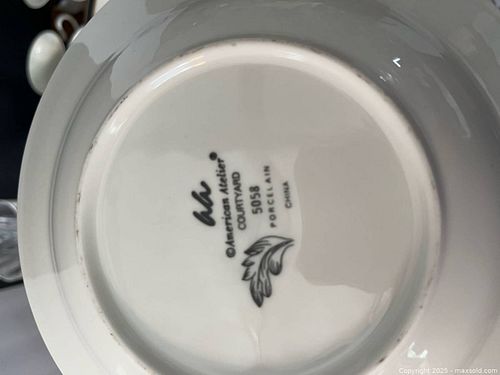 aa
©American Atelier
COURTYARD
5058
PORCELAIN
CHINA
Copyright 2025 - maxsold.com